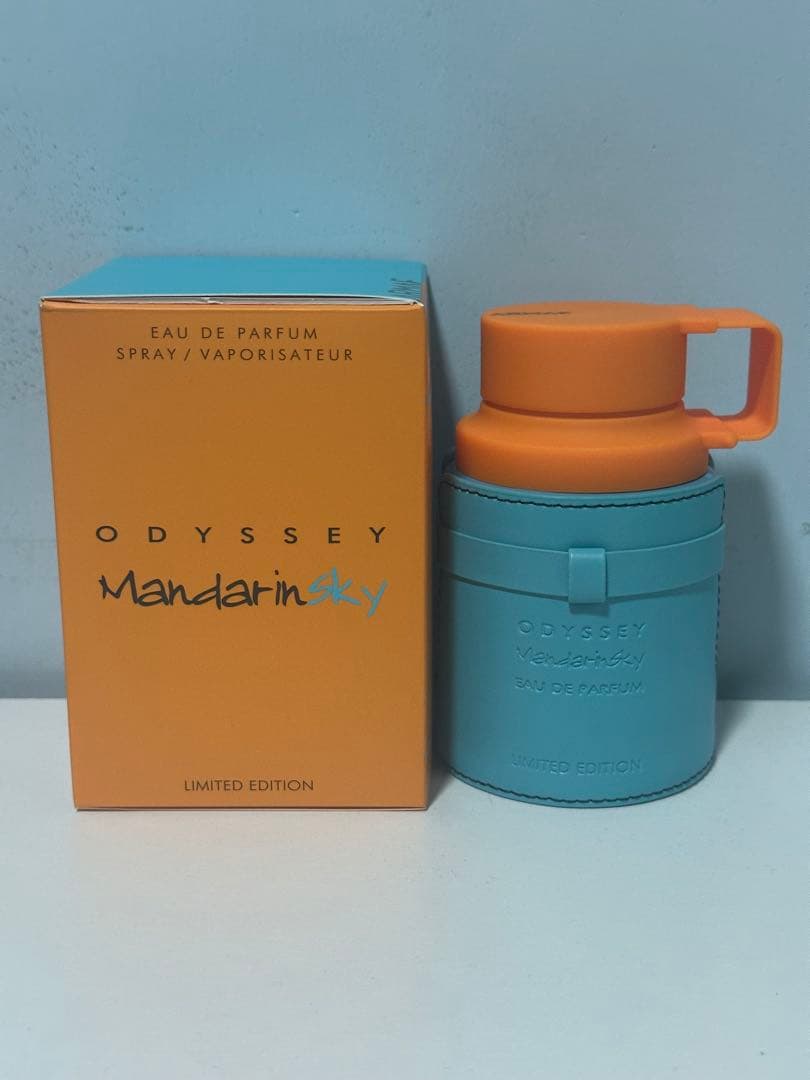 EAU DE PARFUM
SPRAY / VAPORISATEUR
ODYSSEY
MandarinSky
LIMITED EDITION
ODYSSEY
MandarinSky
EAU DE PARFUM
LIMITED EDITION